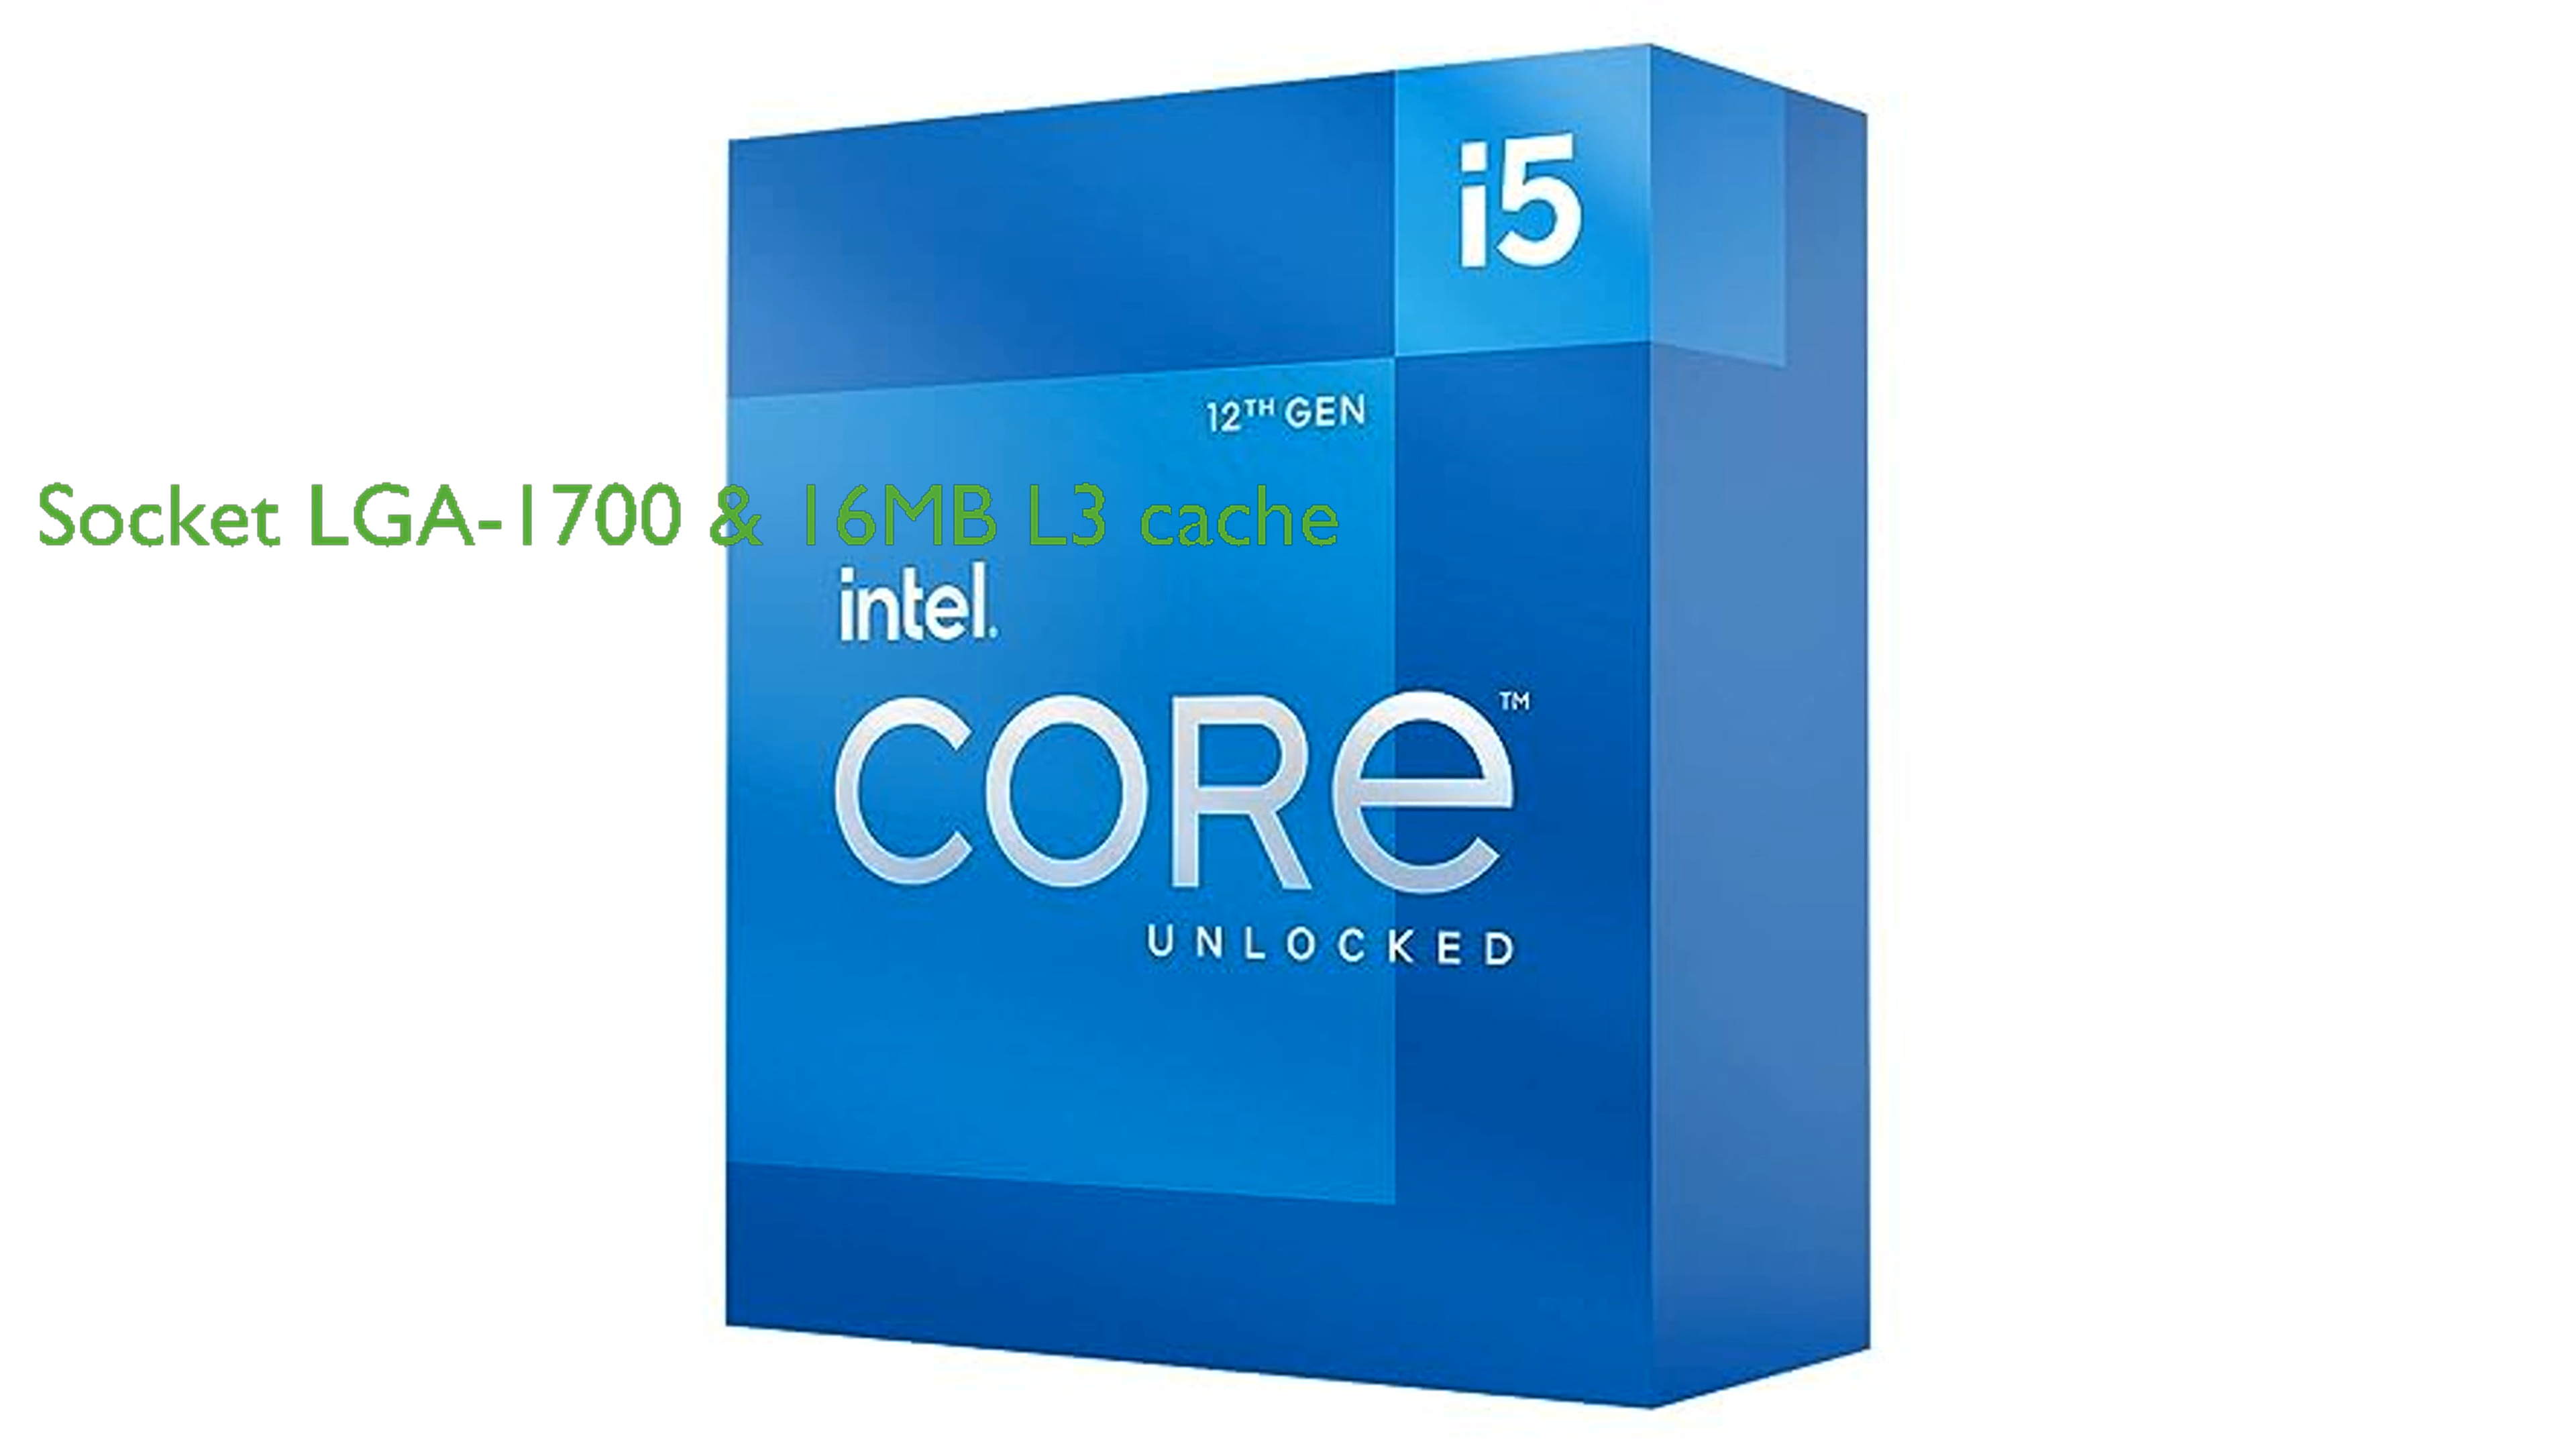 i5
12TH GEN
Socket LGA-1700 & 16MB L3 cache
intel.
CORE™
UNLOCKED